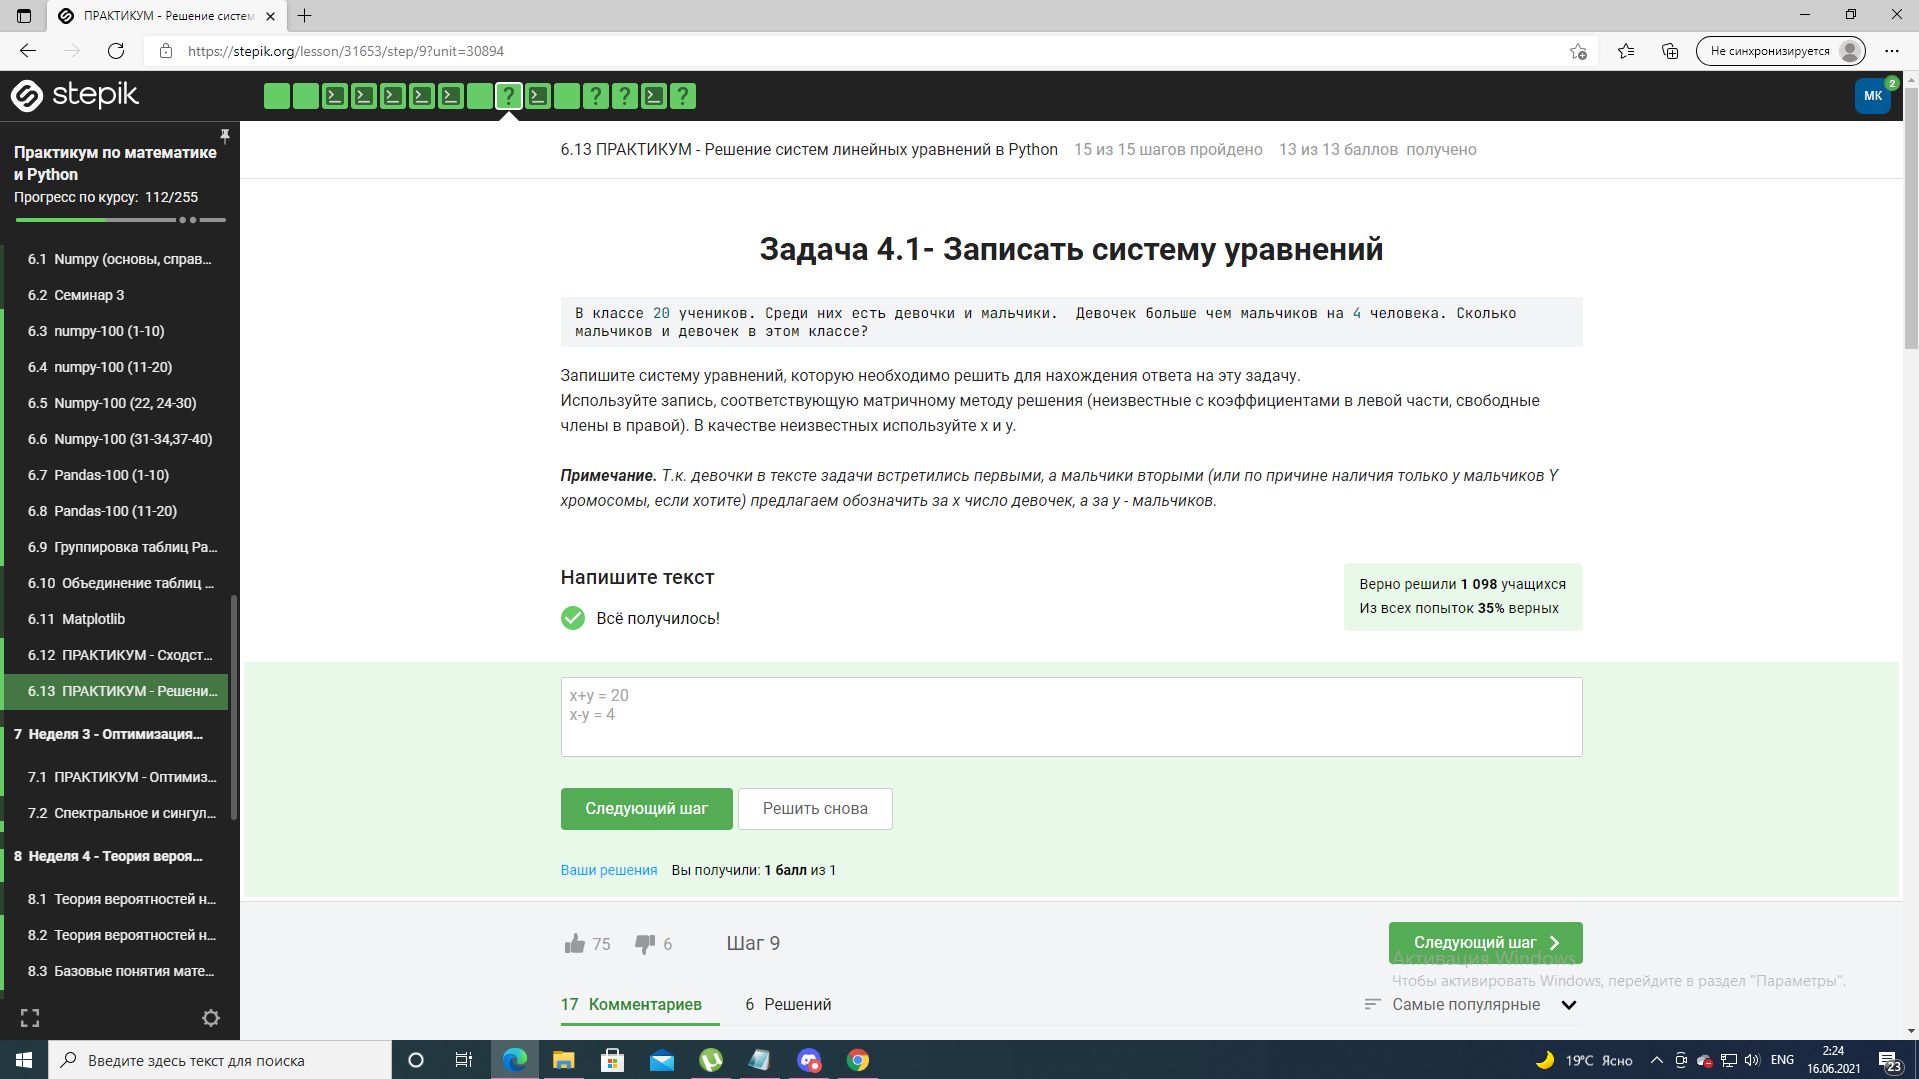 ПРАКТИКУМ - Решение систем
https://stepik.org/lesson/31653/step/9?unit=30894
Не синхронизируется
stepik
?
?
?
?
МК
2
Практикум по математике
и Python
Прогресс по курсу: 112/255
6.1 Numpy (основы, справ...
6.2 Семинар 3
6.3 numpy-100 (1-10)
6.4 numpy-100 (11-20)
6.5 Numpy-100 (22, 24-30)
6.6 Numpy-100 (31-34,37-40)
6.7 Pandas-100 (1-10)
6.8 Pandas-100 (11-20)
6.9 Группировка таблиц Pa...
6.10 Объединение таблиц ...
6.11 Matplotlib
6.12 ПРАКТИКУМ - Сходст...
6.13 ПРАКТИКУМ - Решени...
7 Неделя 3 - Оптимизация...
7.1 ПРАКТИКУМ - Оптимиз...
7.2 Спектральное и сингул...
8 Неделя 4 - Теория вероя...
8.1 Теория вероятностей н...
8.2 Теория вероятностей н...
8.3 Базовые понятия мате...
6.13 ПРАКТИКУМ - Решение систем линейных уравнений в Python 15 из 15 шагов пройдено 13 из 13 баллов получено
Задача 4.1- Записать систему уравнений
В классе 20 учеников. Среди них есть девочки и мальчики. Девочек больше чем мальчиков на 4 человека. Сколько
мальчиков и девочек в этом классе?
Запишите систему уравнений, которую необходимо решить для нахождения ответа на эту задачу.
Используйте запись, соответствующую матричному методу решения (неизвестные с коэффициентами в левой части, свободные
члены в правой). В качестве неизвестных используйте x и y.
Примечание. Т.к. девочки в тексте задачи встретились первыми, а мальчики вторыми (или по причине наличия только у мальчиков Y
хромосомы, если хотите) предлагаем обозначить за x число девочек, а за y - мальчиков.
Напишите текст
Всё получилось!
Верно решили 1 098 учащихся
Из всех попыток 35% верных
x+y = 20
x-y = 4
Следующий шаг
Решить снова
Ваши решения Вы получили: 1 балл из 1
75
6
Шаг 9
Следующий шаг
Активация Windows
Чтобы активировать Windows, перейдите в раздел "Параметры".
17 Комментариев
6 Решений
Самые популярные
Введите здесь текст для поиска
19°C Ясно
ENG
2:24
16.06.2021
23